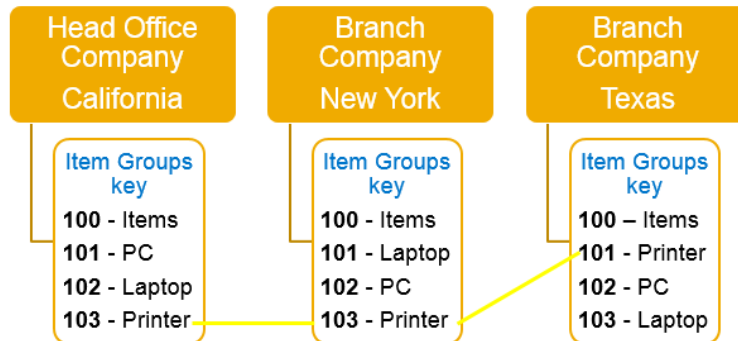 Head Office
Company
California
Item Groups
key
100 - Items
101 - PC
102 - Laptop
103 - Printer
Branch
Company
New York
Item Groups
key
100 - Items
101 - Laptop
102 - PC
103 - Printer
Branch
Company
Texas
Item Groups
key
100 – Items
101 - Printer
102 - PC
103 - Laptop